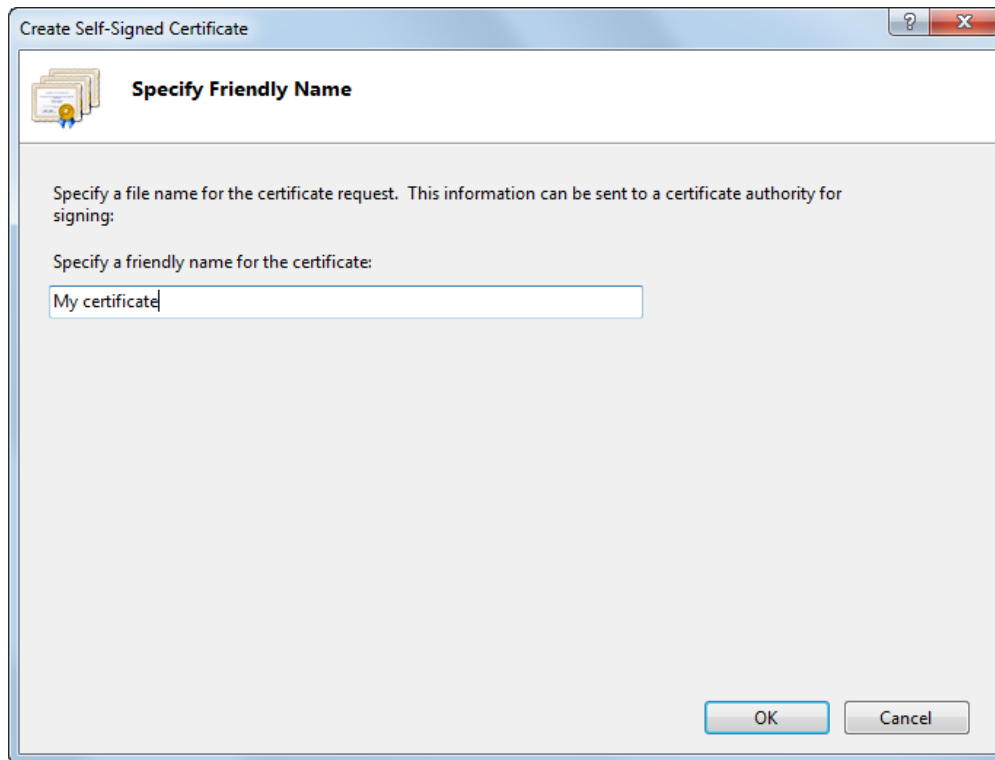 Create Self-Signed Certificate
Specify Friendly Name
Specify a file name for the certificate request.  This information can be sent to a certificate authority for
signing:
Specify a friendly name for the certificate:
My certificate
OK
Cancel